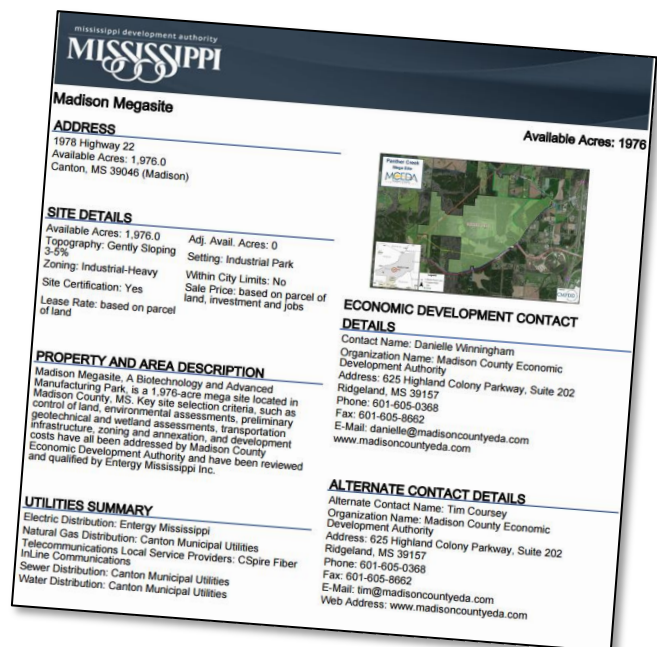 mississippi development authority
MISSISSIPPI
Madison Megasite
Available Acres: 1976
ADDRESS
1978 Highway 22
Available Acres: 1,976.0
Canton, MS 39046 (Madison)
SITE DETAILS
Available Acres: 1,976.0
Topography: Gently Sloping
3-5%
Zoning: Industrial-Heavy
Site Certification: Yes
Lease Rate: based on parcel
of land
Adj. Avail. Acres: 0
Setting: Industrial Park
Within City Limits: No
Sale Price: based on parcel of
land, investment and jobs
PROPERTY AND AREA DESCRIPTION
Madison Megasite, A Biotechnology and Advanced
Manufacturing Park, is a 1,976-acre mega site located in
Madison County, MS. Key site selection criteria, such as
control of land, environmental assessments, preliminary
geotechnical and wetland assessments, transportation
infrastructure, zoning and annexation, and development
costs have all been addressed by Madison County
Economic Development Authority and have been reviewed
and qualified by Entergy Mississippi Inc.
UTILITIES SUMMARY
Electric Distribution: Entergy Mississippi
Natural Gas Distribution: Canton Municipal Utilities
Telecommunications Local Service Providers: CSpire Fiber
InLine Communications
Sewer Distribution: Canton Municipal Utilities
Water Distribution: Canton Municipal Utilities
Panther Creek
Mega Site
MCEDA
ECONOMIC DEVELOPMENT CONTACT
DETAILS
Contact Name: Danielle Winningham
Organization Name: Madison County Economic
Development Authority
Address: 625 Highland Colony Parkway, Suite 202
Ridgeland, MS 39157
Phone: 601-605-0368
Fax: 601-605-8662
E-Mail: danielle@madisoncountyeda.com
www.madisoncountyeda.com
ALTERNATE CONTACT DETAILS
Alternate Contact Name: Tim Coursey
Organization Name: Madison County Economic
Development Authority
Address: 625 Highland Colony Parkway, Suite 202
Ridgeland, MS 39157
Phone: 601-605-0368
Fax: 601-605-8662
E-Mail: tim@madisoncountyeda.com
Web Address: www.madisoncountyeda.com